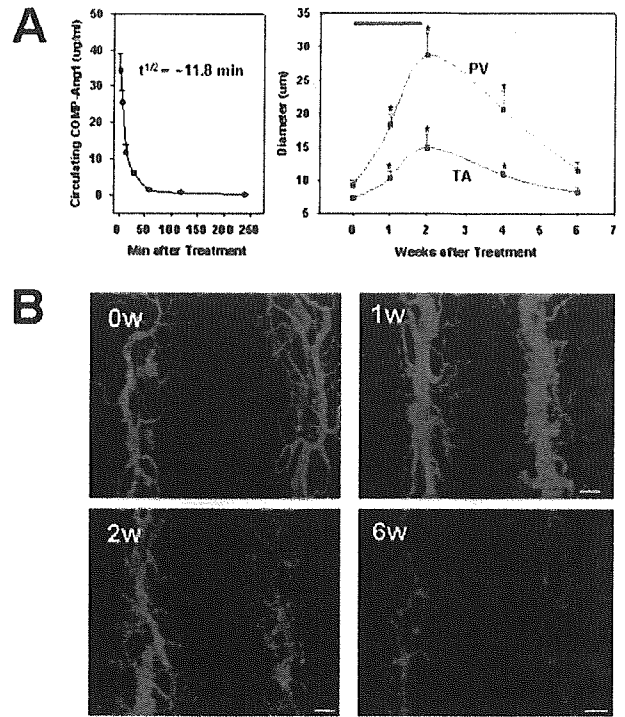 A
Circulating COMP-Ang1 (ug/ml)
50
40
30
20
10
0
t1/2 = ~11.8 min
0 50 100 150 200 250
Min after Treatment
Diameter (um)
35
30
25
20
15
10
5
*
*
*
PV
*
*
*
TA
0 1 2 3 4 5 6 7
Weeks after Treatment
B
0w
1w
2w
6w